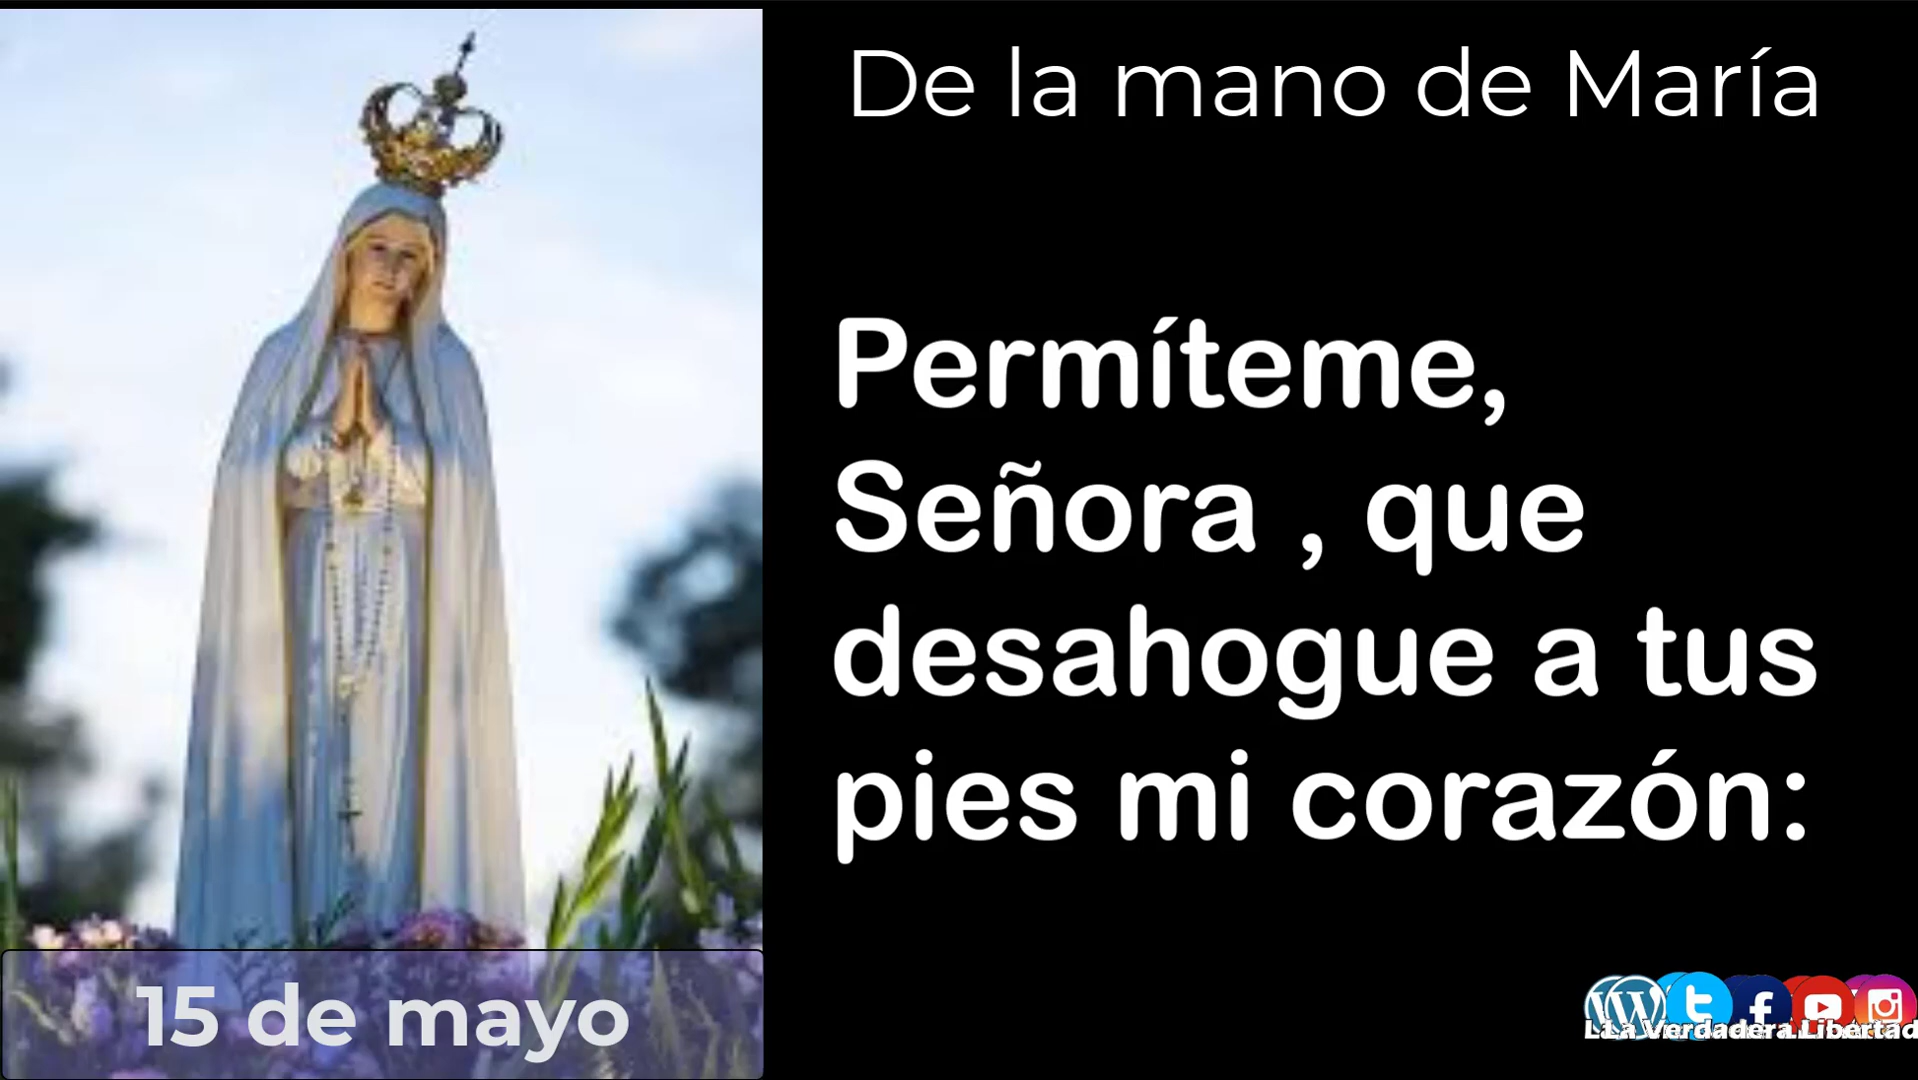 De la mano de María
Permíteme,
Señora , que
desahogue a tus
pies mi corazón:
15 de mayo
La Verdadera Libertad